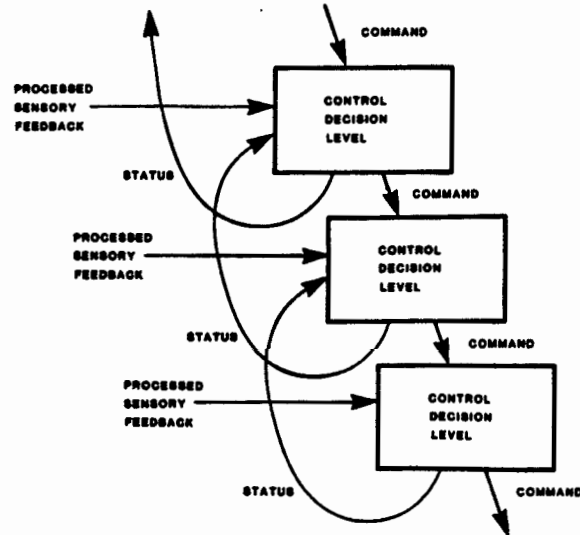 COMMAND
PROCESSED
SENSORY
FEEDBACK
CONTROL
DECISION
LEVEL
STATUS
COMMAND
PROCESSED
SENSORY
FEEDBACK
CONTROL
DECISION
LEVEL
STATUS
COMMAND
PROCESSED
SENSORY
FEEDBACK
CONTROL
DECISION
LEVEL
STATUS
COMMAND